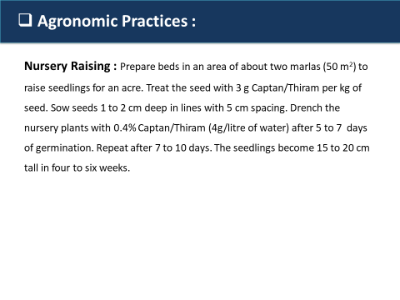 ❑ Agronomic Practices :
Nursery Raising : Prepare beds in an area of about two marlas (50 m²) to
raise seedlings for an acre. Treat the seed with 3 g Captan/Thiram per kg of
seed. Sow seeds 1 to 2 cm deep in lines with 5 cm spacing. Drench the
nursery plants with 0.4% Captan/Thiram (4g/litre of water) after 5 to 7 days
of germination. Repeat after 7 to 10 days. The seedlings become 15 to 20 cm
tall in four to six weeks.